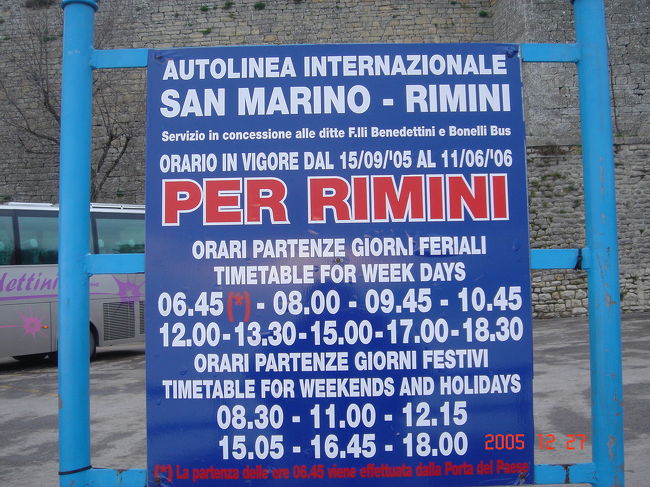 AUTOLINEA INTERNAZIONALE
SAN MARINO - RIMINI
Servizio in concessione alle ditte F.lli Benedettini e Bonelli Bus
ORARIO IN VIGORE DAL 15/09/'05 AL 11/06/'06
PER RIMINI
ORARI PARTENZE GIORNI FERIALI
TIMETABLE FOR WEEK DAYS
06.45(*) - 08.00 - 09.45 - 10.45
12.00-13.30-15.00-17.00-18.30
ORARI PARTENZE GIORNI FESTIVI
TIMETABLE FOR WEEKENDS AND HOLIDAYS
08.30 - 11.00 - 12.15
15.05 - 16.45 - 18.00
(*) La partenza delle ore 06.45 viene effettuata dalla Porta del Paese
dettini
2005 12 27